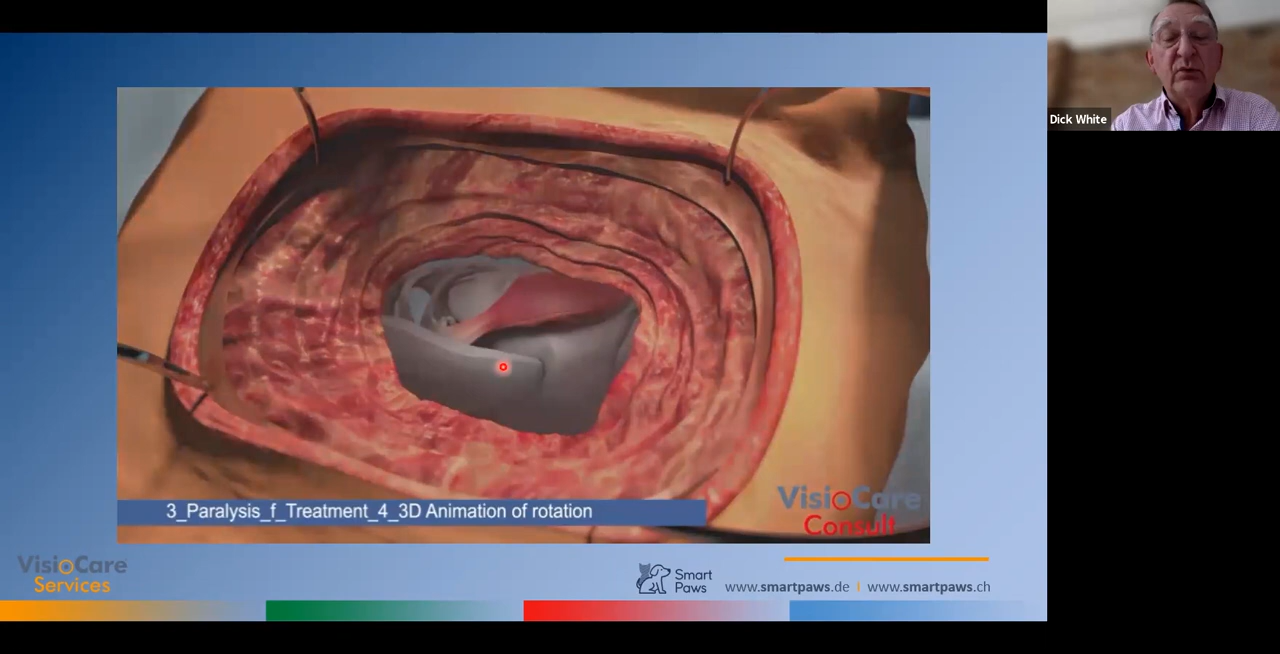 Dick White
3_Paralysis_f_Treatment_4_3D Animation of rotation
VisioCare
Consult
VisioCare
Services
Smart
Paws
www.smartpaws.de | www.smartpaws.ch